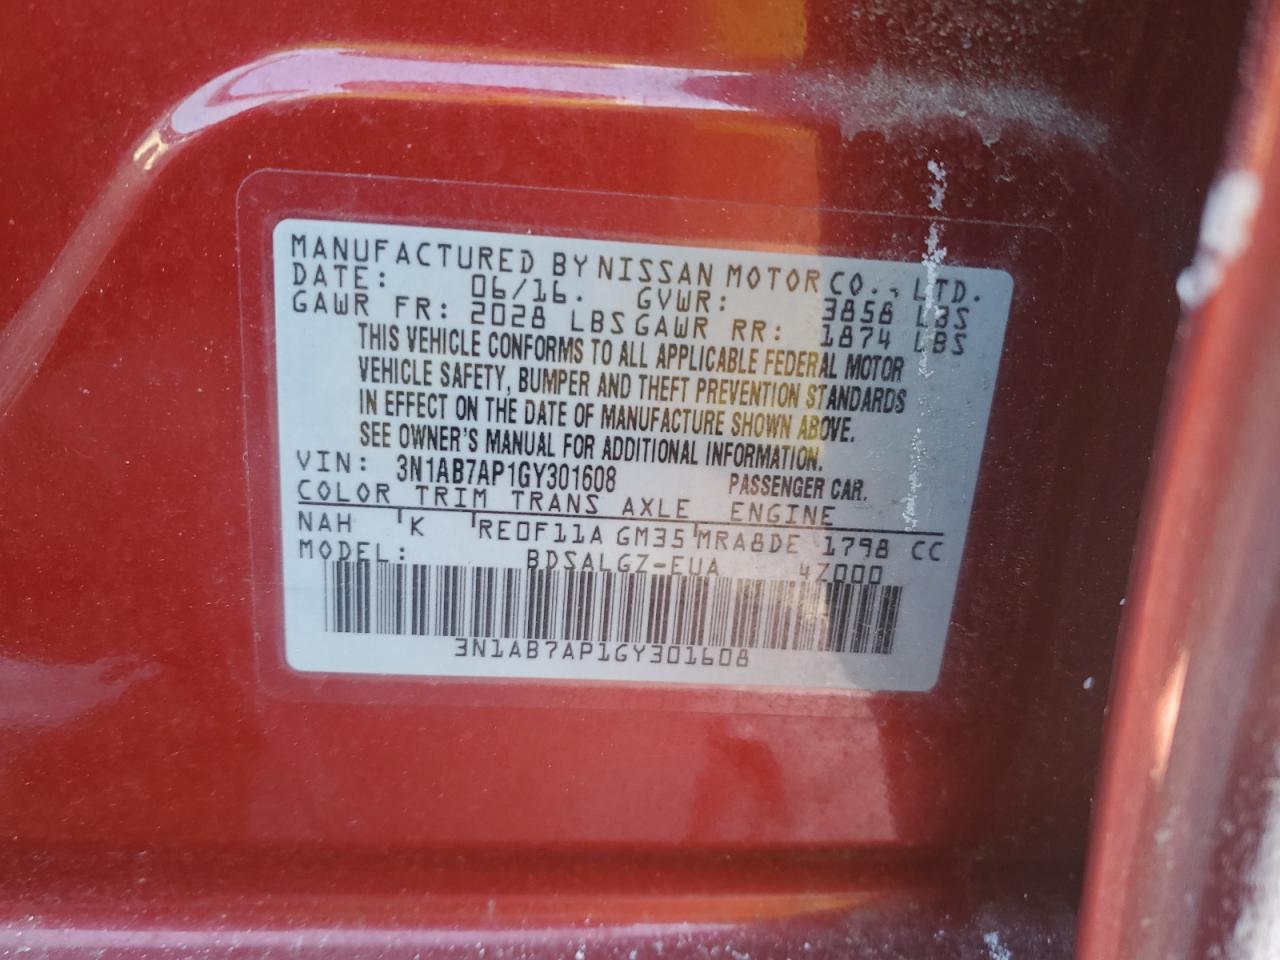 MANUFACTURED BY NISSAN MOTOR CO., LTD.
DATE: 06/16. GVWR: 3858 LBS
GAWR FR: 2028 LBS GAWR RR: 1874 LBS
THIS VEHICLE CONFORMS TO ALL APPLICABLE FEDERAL MOTOR
VEHICLE SAFETY, BUMPER AND THEFT PREVENTION STANDARDS
IN EFFECT ON THE DATE OF MANUFACTURE SHOWN ABOVE.
SEE OWNER'S MANUAL FOR ADDITIONAL INFORMATION.
VIN: 3N1AB7AP1GY301608 PASSENGER CAR.
COLOR TRIM TRANS AXLE ENGINE
NAH K RE0F11A GM35 MRA8DE 1798 CC
MODEL: BDSALGZ-EUA 4Z000
3N1AB7AP1GY301608